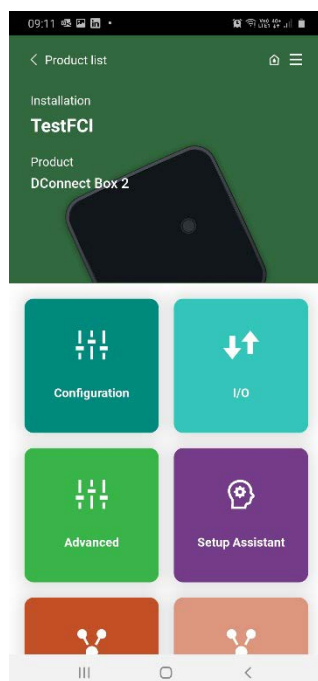 09:11
Product list
Installation
TestFCI
Product
DConnect Box 2
Configuration
I/O
Advanced
Setup Assistant